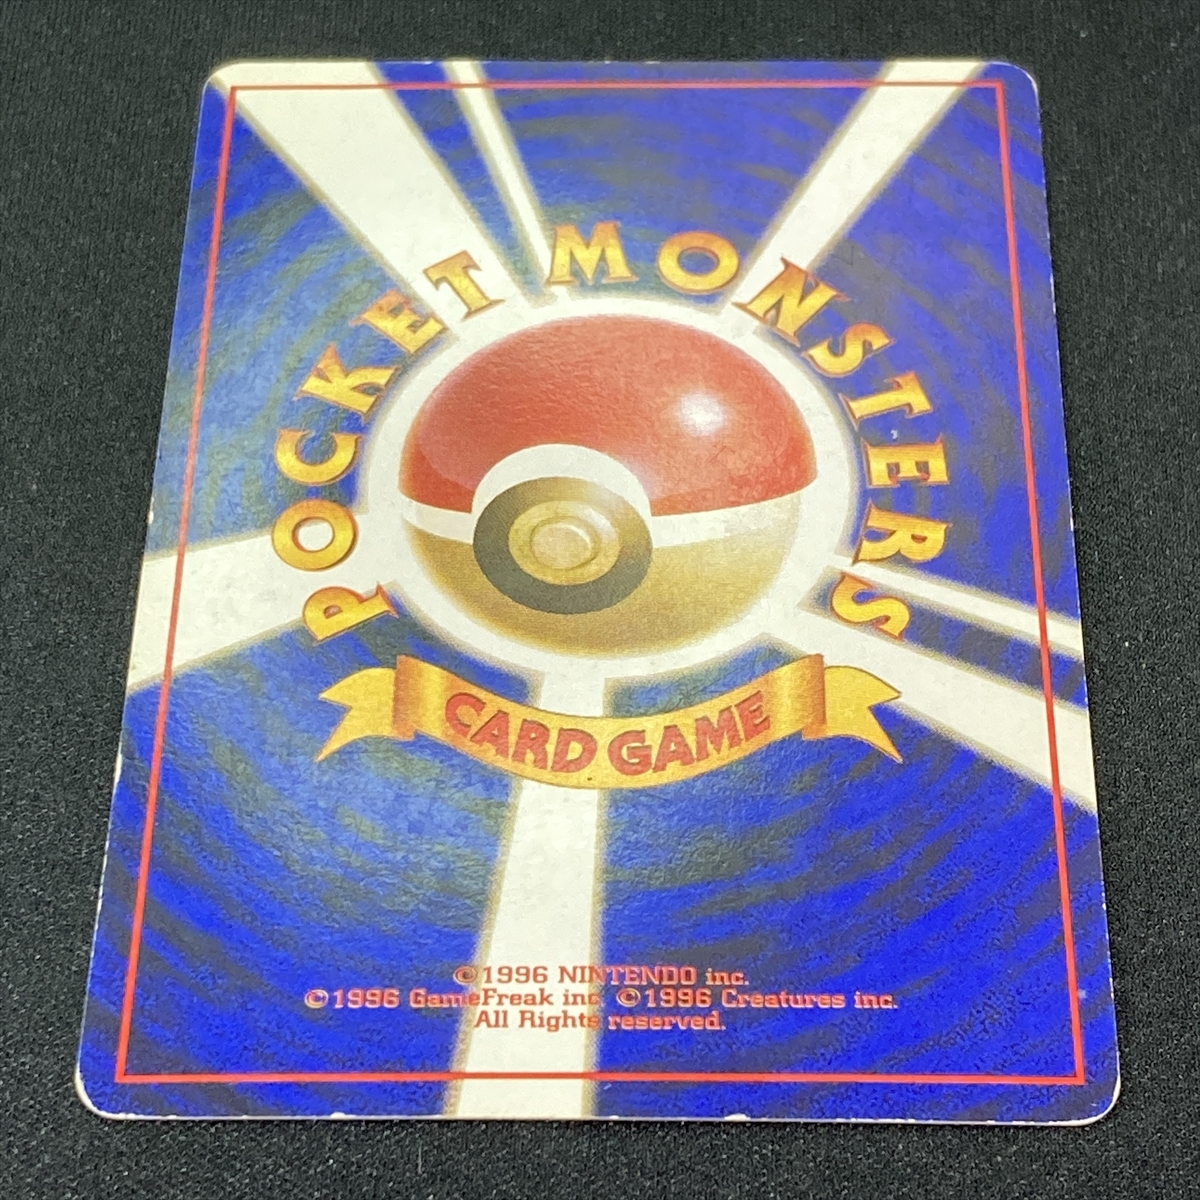 POCKET MONSTERS
CARD GAME
©1996 NINTENDO inc.
©1996 GameFreak inc. ©1996 Creatures inc.
All Rights reserved.